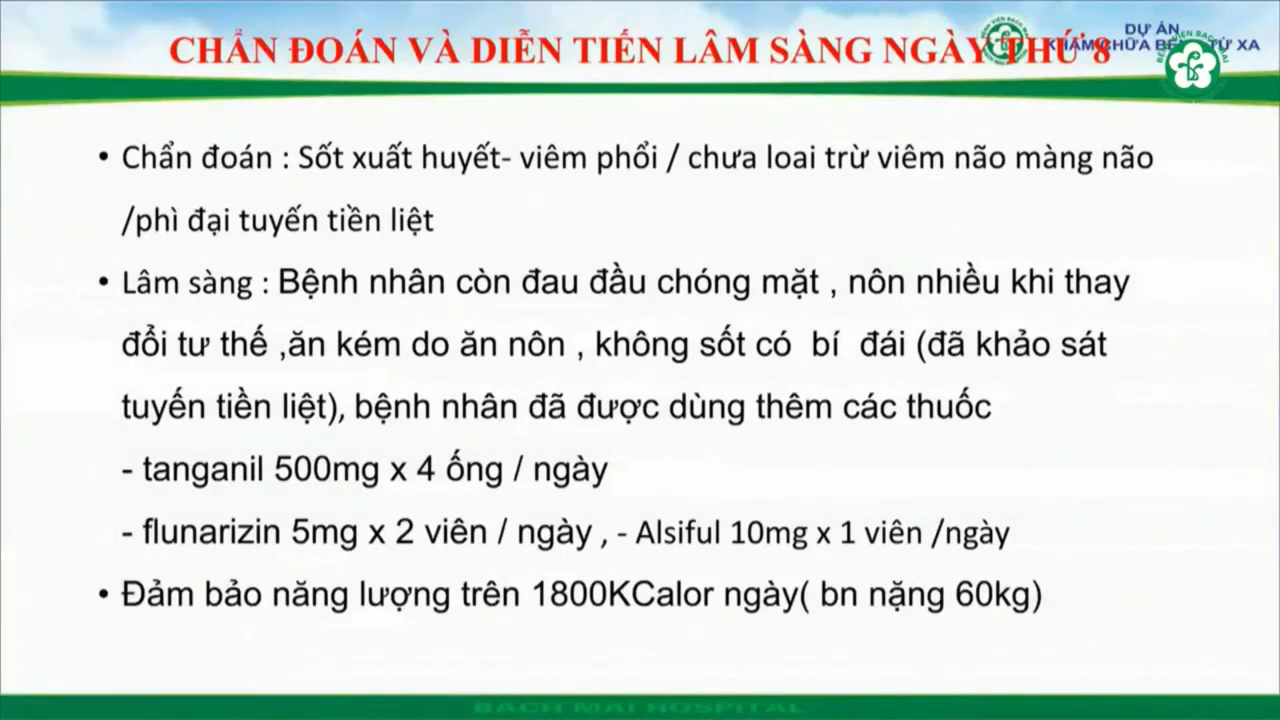 DỰ ÁN
KHÁM CHỮA BỆNH TỪ XA
CHẨN ĐOÁN VÀ DIỄN TIẾN LÂM SÀNG NGÀY THỨ 8
• Chẩn đoán : Sốt xuất huyết- viêm phổi / chưa loai trừ viêm não màng não
/phì đại tuyến tiền liệt
• Lâm sàng : Bệnh nhân còn đau đầu chóng mặt , nôn nhiều khi thay
đổi tư thế ,ăn kém do ăn nôn , không sốt có bí đái (đã khảo sát
tuyến tiền liệt), bệnh nhân đã được dùng thêm các thuốc
- tanganil 500mg x 4 ống / ngày
- flunarizin 5mg x 2 viên / ngày , - Alsiful 10mg x 1 viên /ngày
• Đảm bảo năng lượng trên 1800KCalor ngày( bn nặng 60kg)
BACH MAI HOSPITAL